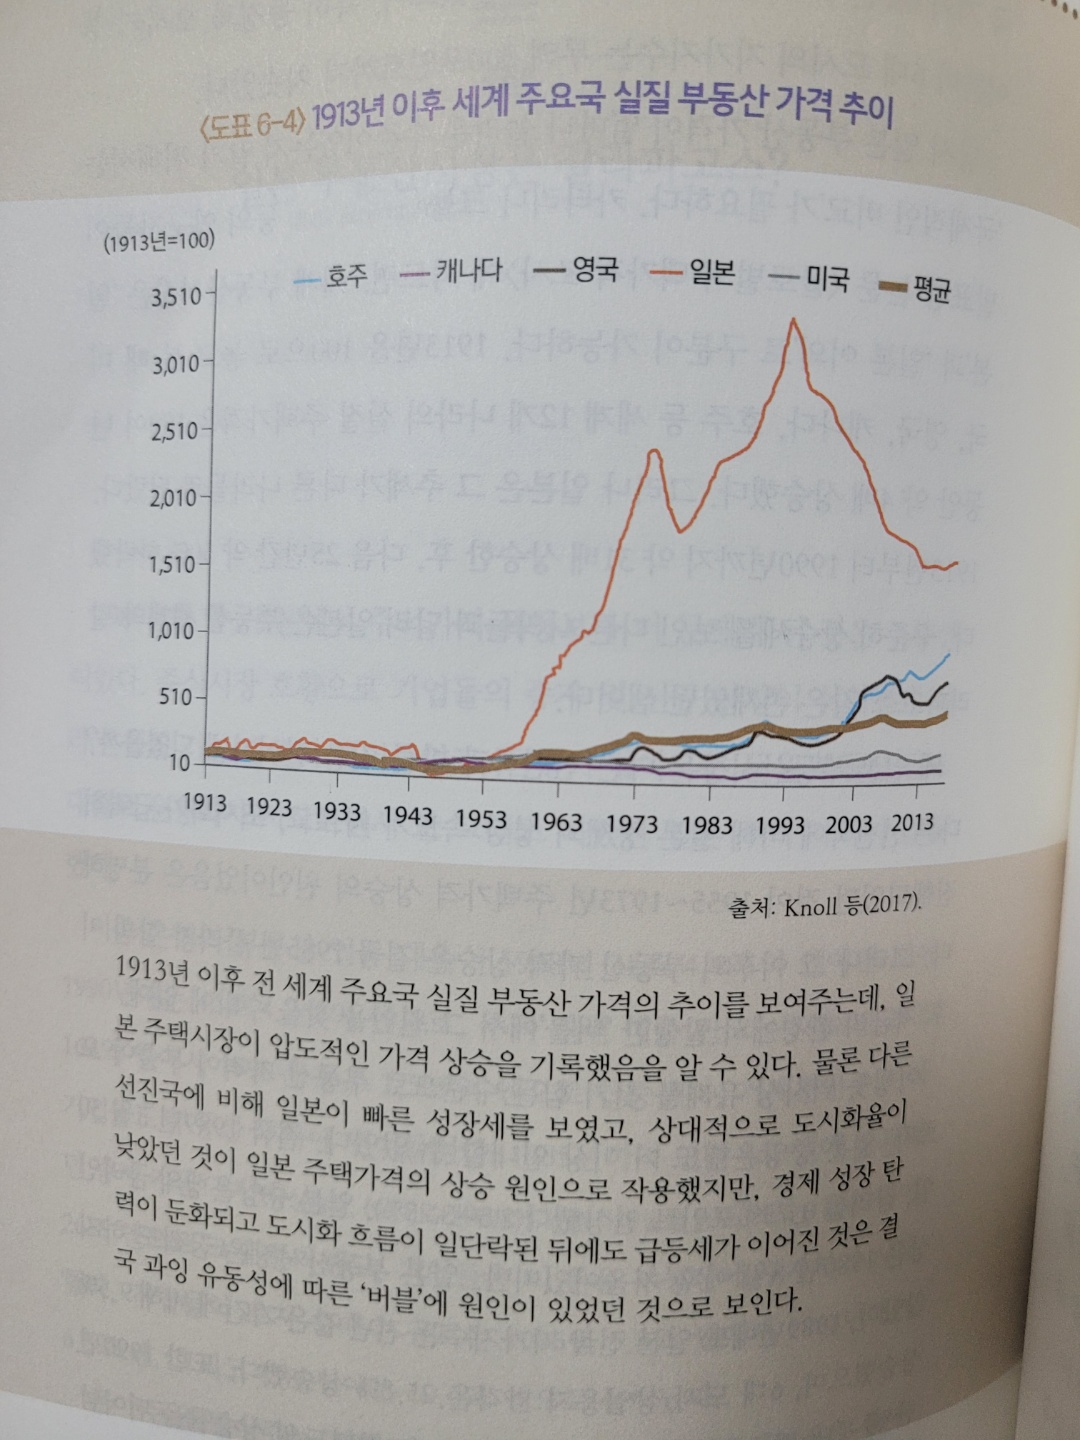 〈도표 6-4〉 1913년 이후 세계 주요국 실질 부동산 가격 추이
(1913년=100)
호주 캐나다 영국 일본 미국 평균
3,510
3,010
2,510
2,010
1,510
1,010
510
10
1913 1923 1933 1943 1953 1963 1973 1983 1993 2003 2013
출처: Knoll 등(2017).
1913년 이후 전 세계 주요국 실질 부동산 가격의 추이를 보여주는데, 일
본 주택시장이 압도적인 가격 상승을 기록했음을 알 수 있다. 물론 다른
선진국에 비해 일본이 빠른 성장세를 보였고, 상대적으로 도시화율이
낮았던 것이 일본 주택가격의 상승 원인으로 작용했지만, 경제 성장 탄
력이 둔화되고 도시화 흐름이 일단락된 뒤에도 급등세가 이어진 것은 결
국 과잉 유동성에 따른 ‘버블’에 원인이 있었던 것으로 보인다.